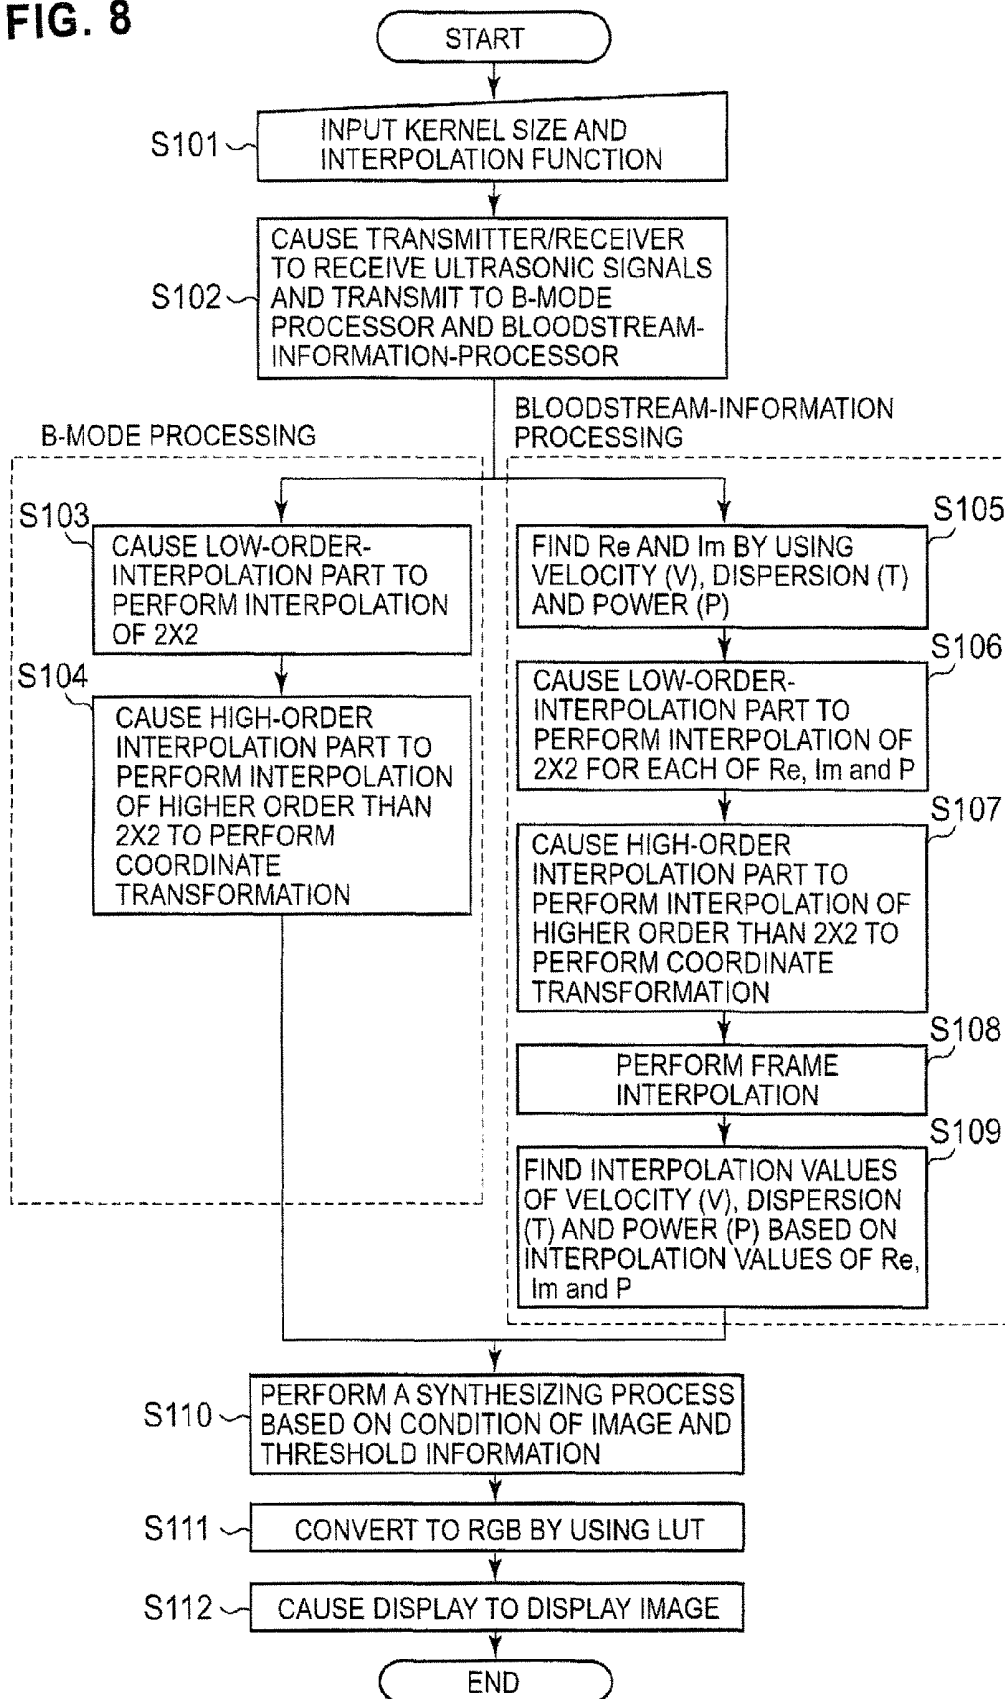 FIG. 8
START
S101
INPUT KERNEL SIZE AND
INTERPOLATION FUNCTION
S102
CAUSE TRANSMITTER/RECEIVER
TO RECEIVE ULTRASONIC SIGNALS
AND TRANSMIT TO B-MODE
PROCESSOR AND BLOODSTREAM-
INFORMATION-PROCESSOR
B-MODE PROCESSING
S103
CAUSE LOW-ORDER-
INTERPOLATION PART TO
PERFORM INTERPOLATION
OF 2X2
S104
CAUSE HIGH-ORDER
INTERPOLATION PART TO
PERFORM INTERPOLATION
OF HIGHER ORDER THAN
2X2 TO PERFORM
COORDINATE
TRANSFORMATION
BLOODSTREAM-INFORMATION
PROCESSING
S105
FIND Re AND Im BY USING
VELOCITY (V), DISPERSION (T)
AND POWER (P)
S106
CAUSE LOW-ORDER-
INTERPOLATION PART TO
PERFORM INTERPOLATION OF
2X2 FOR EACH OF Re, Im and P
S107
CAUSE HIGH-ORDER
INTERPOLATION PART TO
PERFORM INTERPOLATION OF
HIGHER ORDER THAN 2X2 TO
PERFORM COORDINATE
TRANSFORMATION
S108
PERFORM FRAME
INTERPOLATION
S109
FIND INTERPOLATION VALUES
OF VELOCITY (V), DISPERSION
(T) AND POWER (P) BASED ON
INTERPOLATION VALUES OF Re,
Im and P
S110
PERFORM A SYNTHESIZING PROCESS
BASED ON CONDITION OF IMAGE AND
THRESHOLD INFORMATION
S111
CONVERT TO RGB BY USING LUT
S112
CAUSE DISPLAY TO DISPLAY IMAGE
END